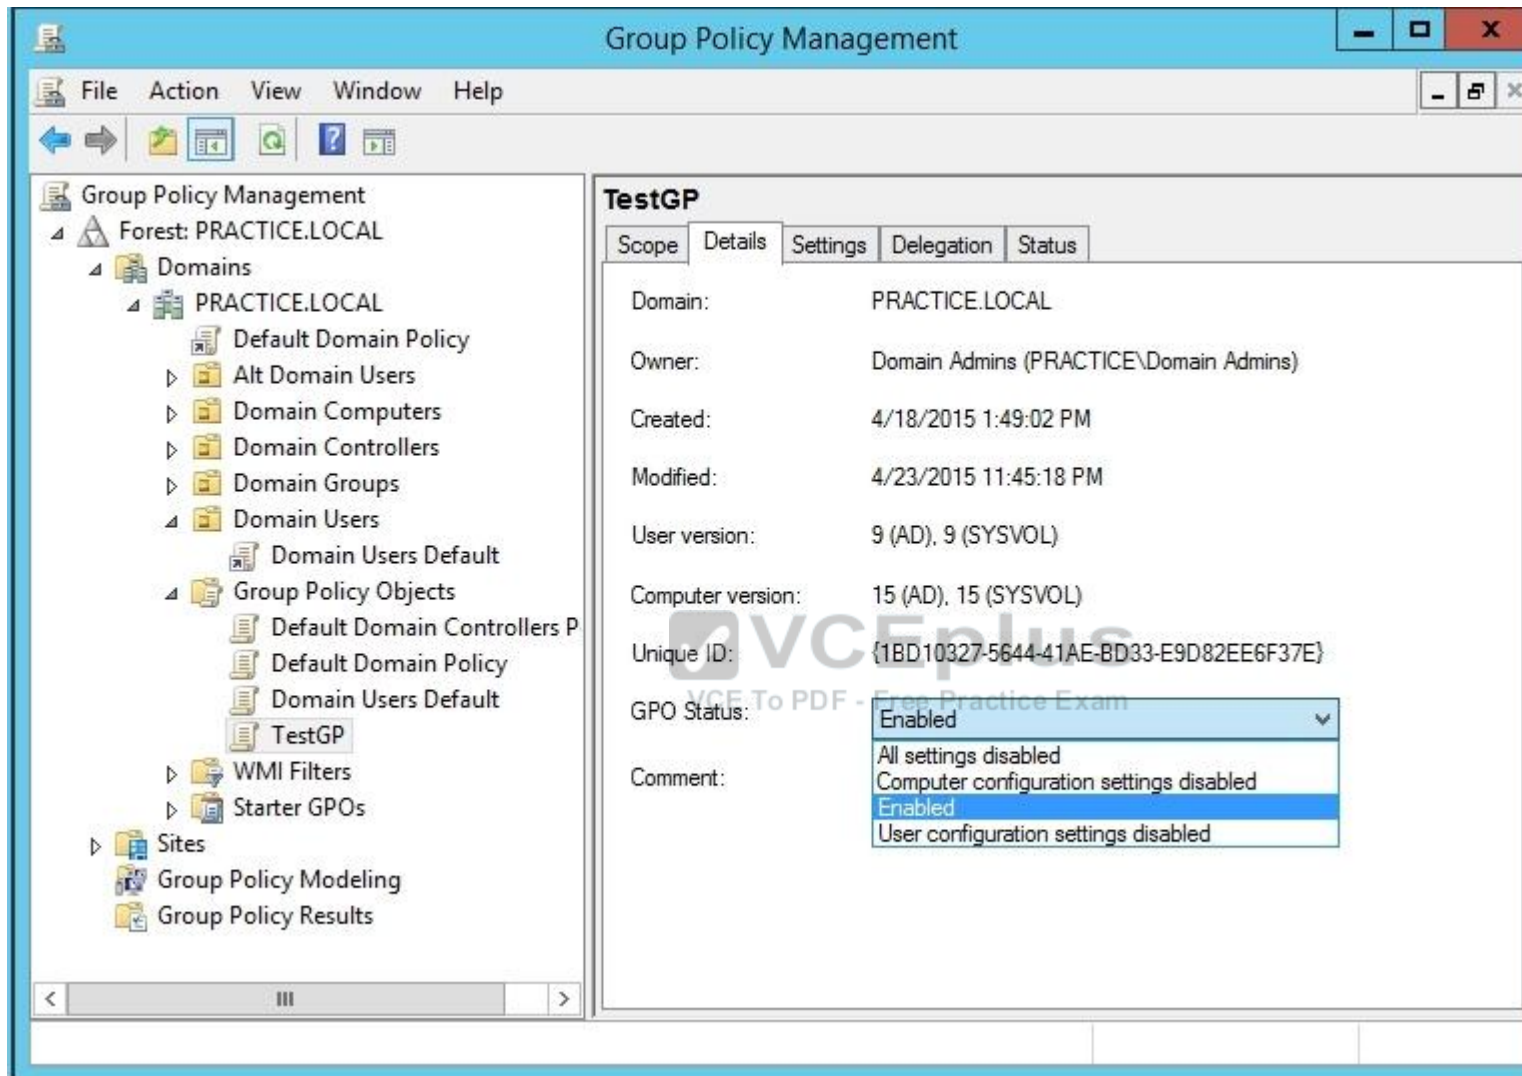 Group Policy Management
File Action View Window Help
Group Policy Management
Forest: PRACTICE.LOCAL
Domains
PRACTICE.LOCAL
Default Domain Policy
Alt Domain Users
Domain Computers
Domain Controllers
Domain Groups
Domain Users
Domain Users Default
Group Policy Objects
Default Domain Controllers P
Default Domain Policy
Domain Users Default
TestGP
WMI Filters
Starter GPOs
Sites
Group Policy Modeling
Group Policy Results
TestGP
Scope Details Settings Delegation Status
Domain: PRACTICE.LOCAL
Owner: Domain Admins (PRACTICE\Domain Admins)
Created: 4/18/2015 1:49:02 PM
Modified: 4/23/2015 11:45:18 PM
User version: 9 (AD), 9 (SYSVOL)
Computer version: 15 (AD), 15 (SYSVOL)
VCEplus
Unique ID: {1BD10327-5644-41AE-BD33-E9D82EE6F37E}
VCE To PDF - Free Practice Exam
GPO Status: Enabled
All settings disabled
Computer configuration settings disabled
Enabled
User configuration settings disabled
Comment: